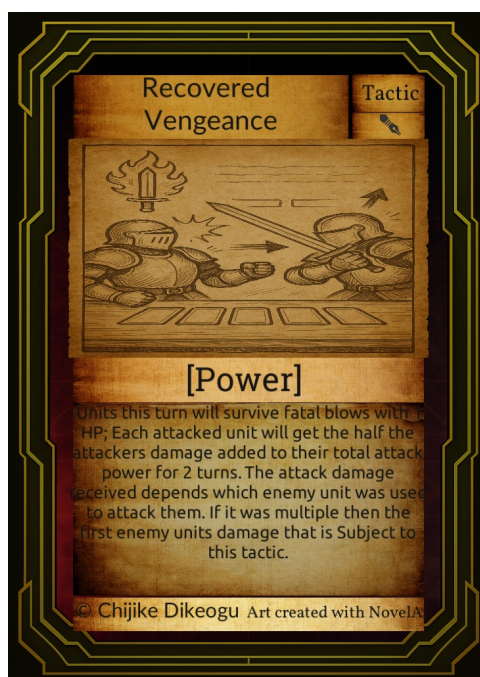 Recovered
Vengeance
Tactic
[Power]
Units this turn will survive fatal blows with
HP; Each attacked unit will get the half the
attackers damage added to their total attack
power for 2 turns. The attack damage
received depends which enemy unit was used
to attack them. If it was multiple then the
first enemy units damage that is Subject to
this tactic.
© Chijike Dikeogu Art created with NovelA